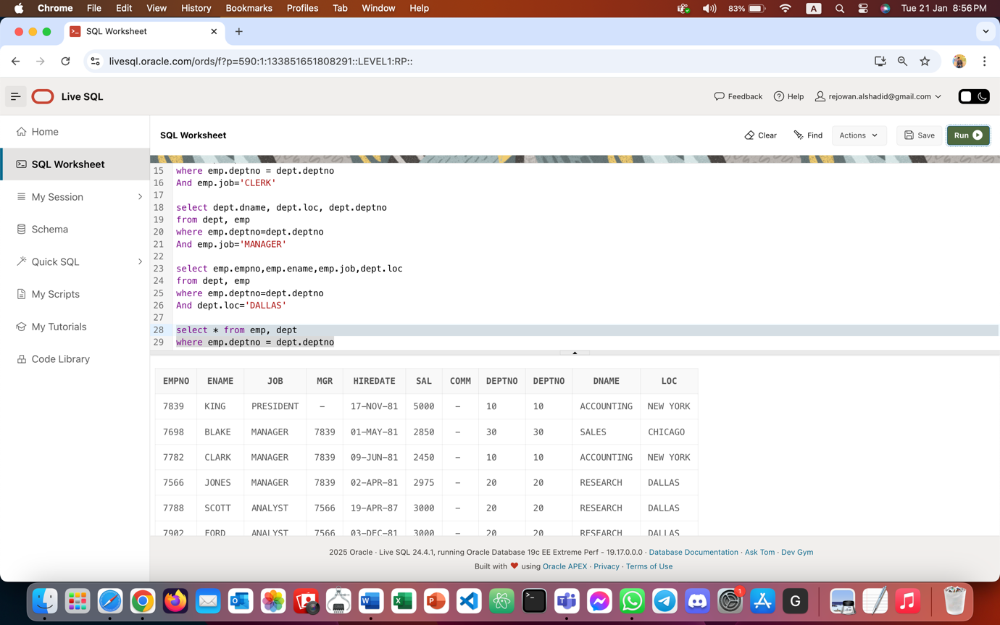 Chrome File Edit View History Bookmarks Profiles Tab Window Help 83% A Tue 21 Jan 8:56 PM
SQL Worksheet
livesql.oracle.com/ords/f?p=590:1:133851651808291::LEVEL1:RP::
Live SQL Feedback Help rejowan.alshadid@gmail.com
Home
SQL Worksheet
My Session
Schema
Quick SQL
My Scripts
My Tutorials
Code Library
SQL Worksheet Clear Find Actions Save Run
15 where emp.deptno = dept.deptno
16 And emp.job='CLERK'
17
18 select dept.dname, dept.loc, dept.deptno
19 from dept, emp
20 where emp.deptno=dept.deptno
21 And emp.job='MANAGER'
22
23 select emp.empno,emp.ename,emp.job,dept.loc
24 from dept, emp
25 where emp.deptno=dept.deptno
26 And dept.loc='DALLAS'
27
28 select * from emp, dept
29 where emp.deptno = dept.deptno
EMPNO ENAME JOB MGR HIREDATE SAL COMM DEPTNO DEPTNO DNAME LOC
7839 KING PRESIDENT - 17-NOV-81 5000 - 10 10 ACCOUNTING NEW YORK
7698 BLAKE MANAGER 7839 01-MAY-81 2850 - 30 30 SALES CHICAGO
7782 CLARK MANAGER 7839 09-JUN-81 2450 - 10 10 ACCOUNTING NEW YORK
7566 JONES MANAGER 7839 02-APR-81 2975 - 20 20 RESEARCH DALLAS
7788 SCOTT ANALYST 7566 19-APR-87 3000 - 20 20 RESEARCH DALLAS
7902 FORD ANALYST 7566 03-DEC-81 3000 - 20 20 RESEARCH DALLAS
2025 Oracle · Live SQL 24.4.1, running Oracle Database 19c EE Extreme Perf - 19.17.0.0.0 · Database Documentation · Ask Tom · Dev Gym
Built with ❤ using Oracle APEX · Privacy · Terms of Use